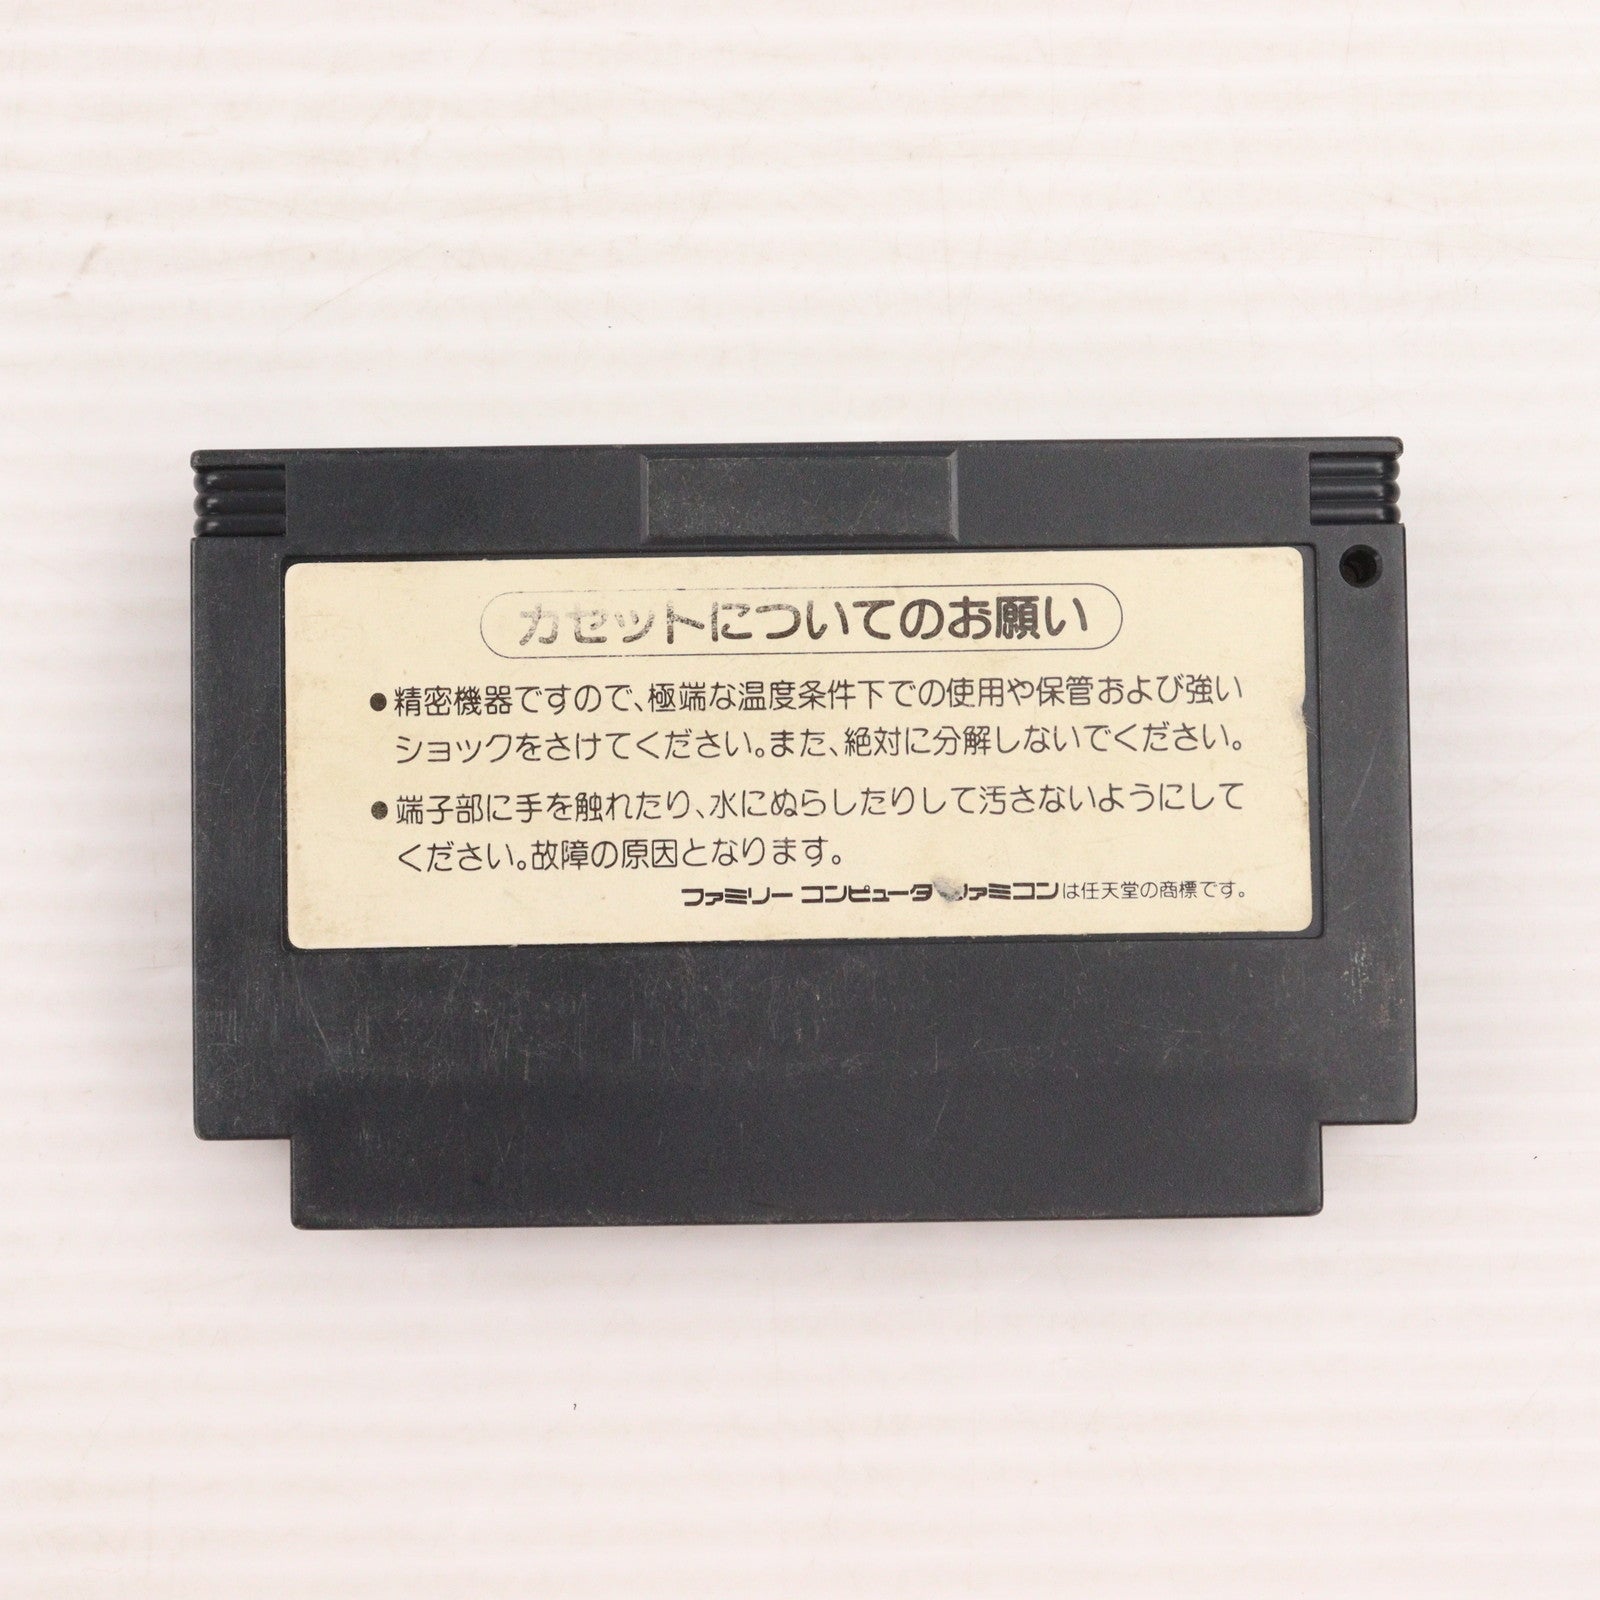 カセットについてのお願い
●精密機器ですので、極端な温度条件下での使用や保管および強い
ショックをさけてください。また、絶対に分解しないでください。
●端子部に手を触れたり、水にぬらしたりして汚さないようにして
ください。故障の原因となります。
ファミリーコンピュータ ファミコンは任天堂の商標です。